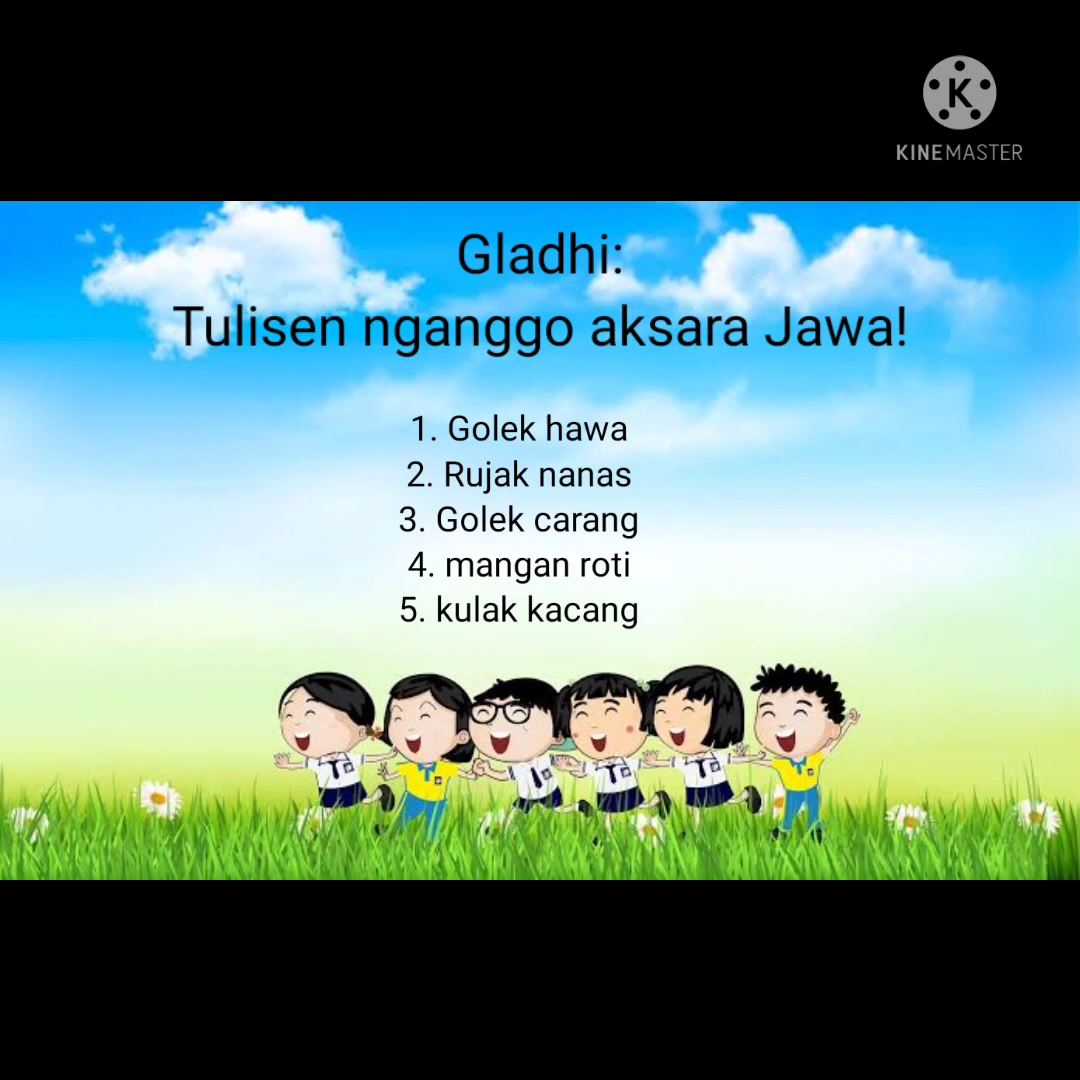 KINEMASTER
Gladhi:
Tulisen nganggo aksara Jawa!
1. Golek hawa
2. Rujak nanas
3. Golek carang
4. mangan roti
5. kulak kacang